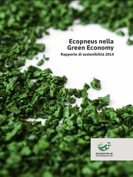 Ecopneus nella
Green Economy
Rapporto di sostenibilità 2014